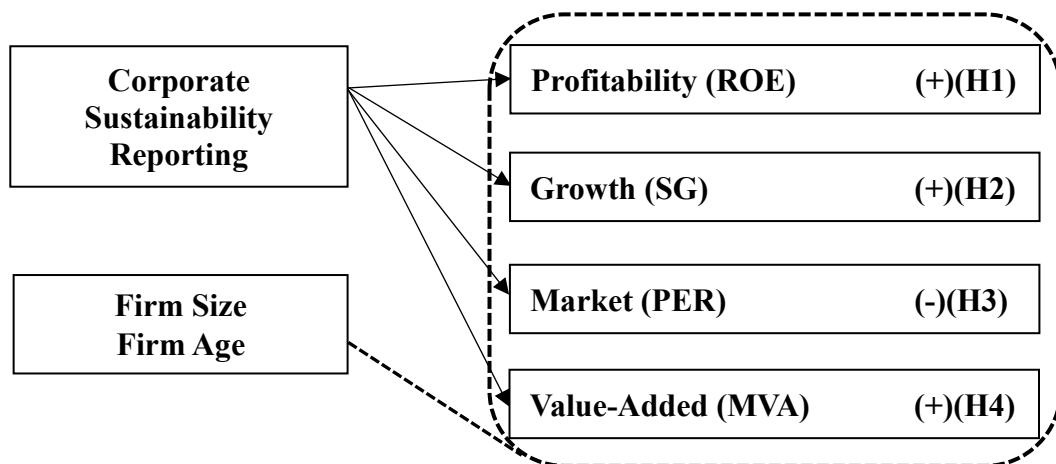 Corporate
Sustainability
Reporting
Firm Size
Firm Age
Profitability (ROE) (+)(H1)
Growth (SG) (+)(H2)
Market (PER) (-)(H3)
Value-Added (MVA) (+)(H4)